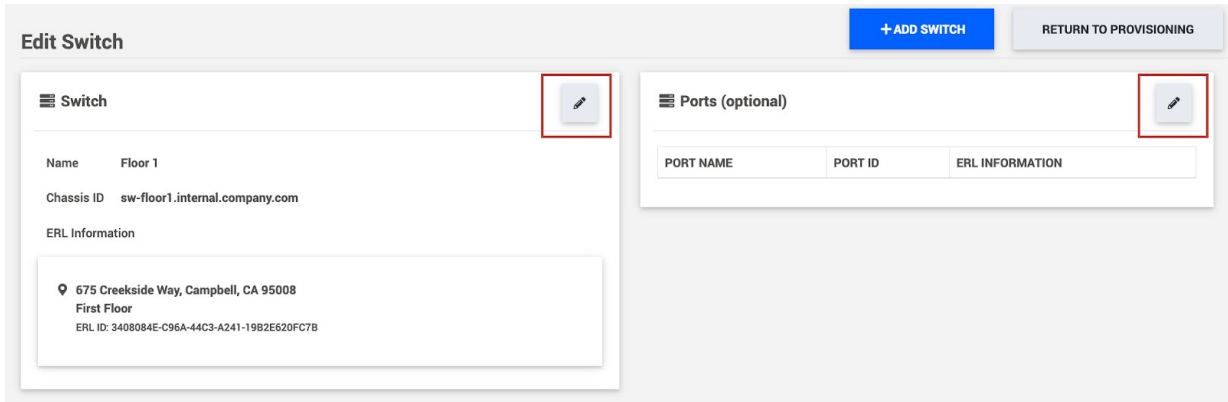 Edit Switch
+ ADD SWITCH
RETURN TO PROVISIONING
Switch
Name Floor 1
Chassis ID sw-floor1.internal.company.com
ERL Information
675 Creekside Way, Campbell, CA 95008
First Floor
ERL ID: 3408084E-C96A-44C3-A241-19B2E620FC7B
Ports (optional)
PORT NAME PORT ID ERL INFORMATION